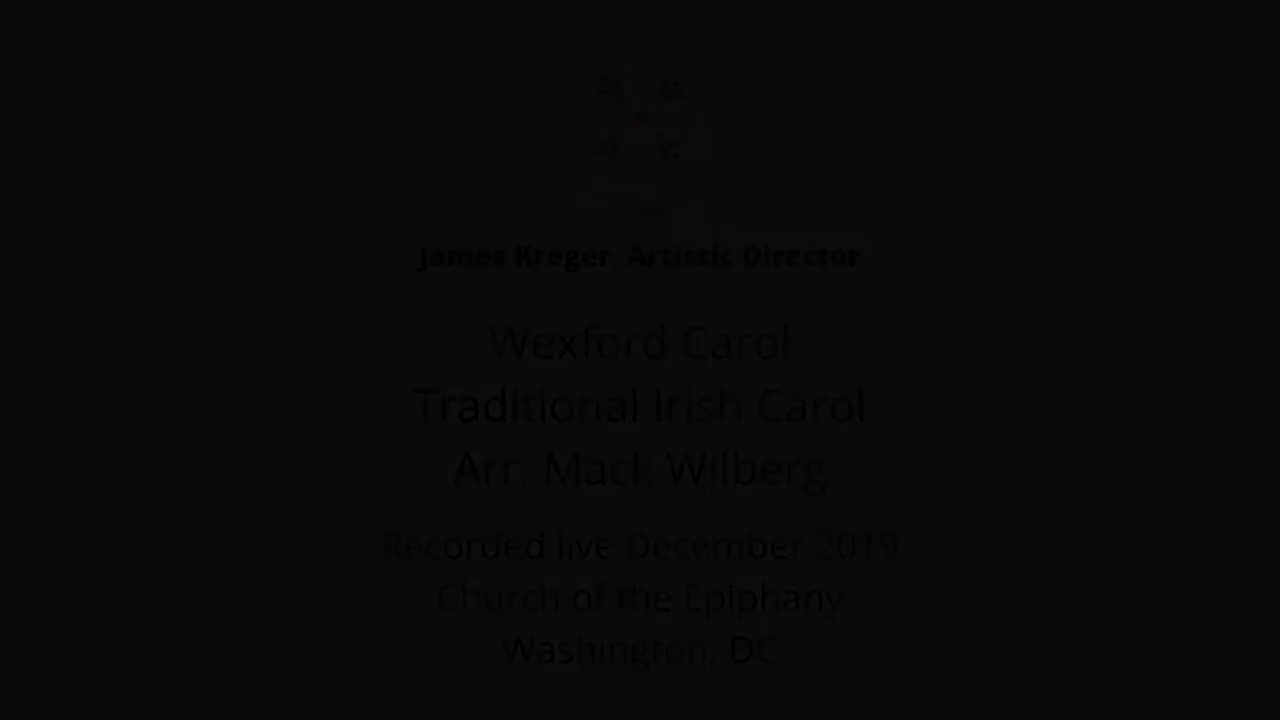 James Kreger, Artistic Director
Wexford Carol
Traditional Irish Carol
Arr. Mack Wilberg
Recorded live December 2019
Church of the Epiphany
Washington, DC